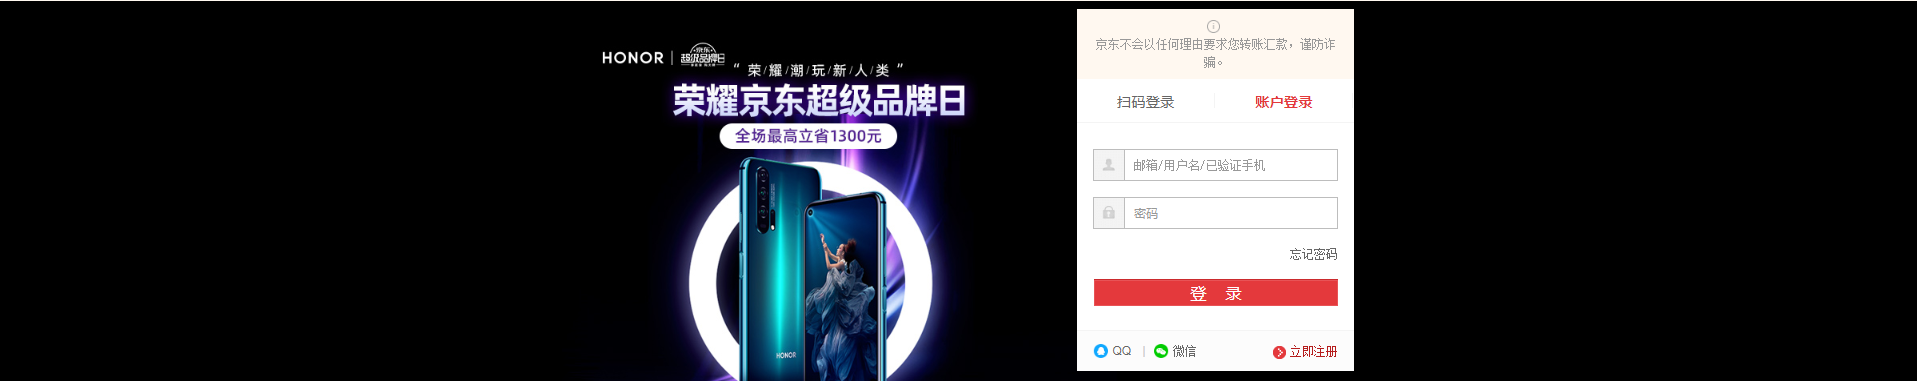 HONOR | 京东
超级品牌日
“ 荣/耀/潮/玩/新/人/类 ”
荣耀京东超级品牌日
全场最高立省1300元
HONOR
京东不会以任何理由要求您转账汇款，谨防诈
骗。
扫码登录 账户登录
邮箱/用户名/已验证手机
密码
忘记密码
登 录
QQ | 微信 立即注册